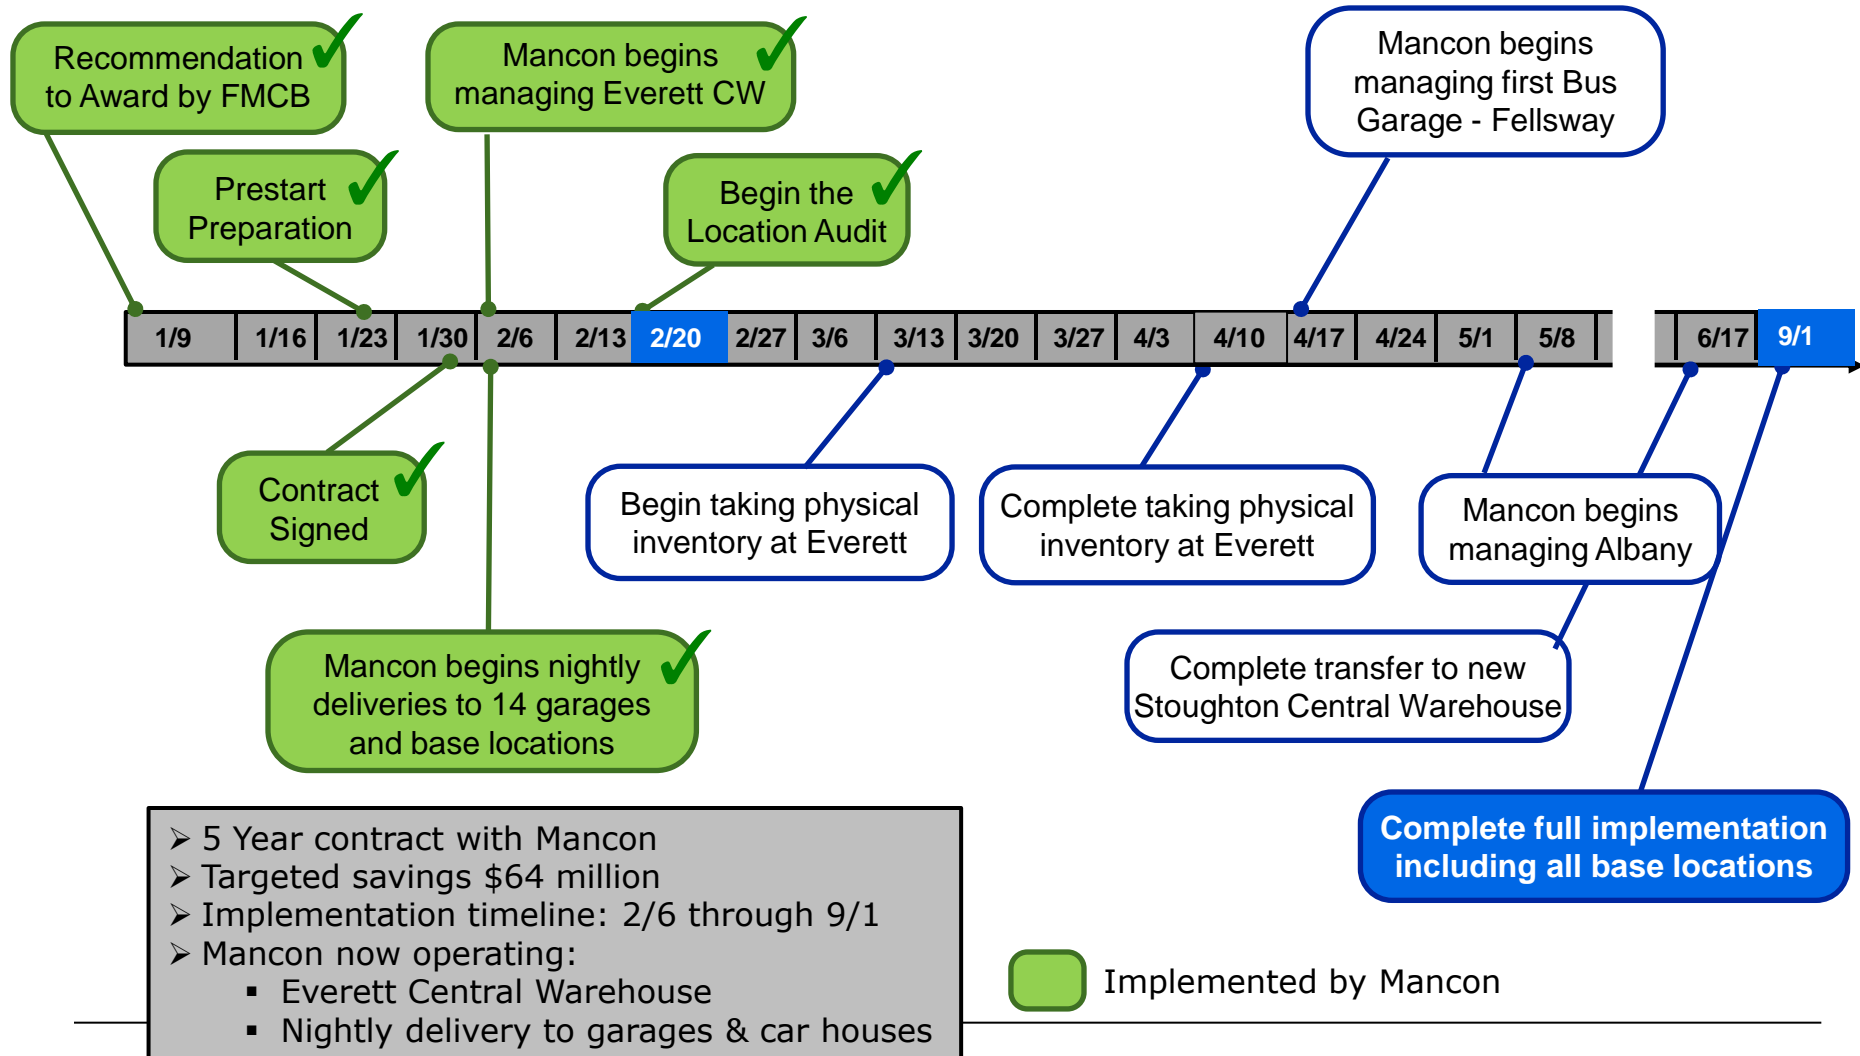 Recommendation
to Award by FMCB
Mancon begins
managing Everett CW
Mancon begins
managing first Bus
Garage - Fellsway
Prestart
Preparation
Begin the
Location Audit
1/9 1/16 1/23 1/30 2/6 2/13 2/20 2/27 3/6 3/13 3/20 3/27 4/3 4/10 4/17 4/24 5/1 5/8 6/17 9/1
Contract
Signed
Begin taking physical
inventory at Everett
Complete taking physical
inventory at Everett
Mancon begins
managing Albany
Mancon begins nightly
deliveries to 14 garages
and base locations
Complete transfer to new
Stoughton Central Warehouse
Complete full implementation
including all base locations
➢ 5 Year contract with Mancon
➢ Targeted savings $64 million
➢ Implementation timeline: 2/6 through 9/1
➢ Mancon now operating:
▪ Everett Central Warehouse
▪ Nightly delivery to garages & car houses
Implemented by Mancon